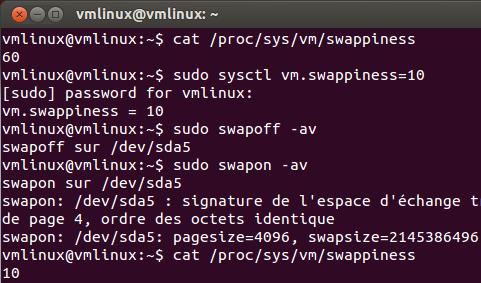 vmlinux@vmlinux: ~
vmlinux@vmlinux:~$ cat /proc/sys/vm/swappiness
60
vmlinux@vmlinux:~$ sudo sysctl vm.swappiness=10
[sudo] password for vmlinux:
vm.swappiness = 10
vmlinux@vmlinux:~$ sudo swapoff -av
swapoff sur /dev/sda5
vmlinux@vmlinux:~$ sudo swapon -av
swapon sur /dev/sda5
swapon: /dev/sda5 : signature de l'espace d'échange
de page 4, ordre des octets identique
swapon: /dev/sda5: pagesize=4096, swapsize=2145386496
vmlinux@vmlinux:~$ cat /proc/sys/vm/swappiness
10